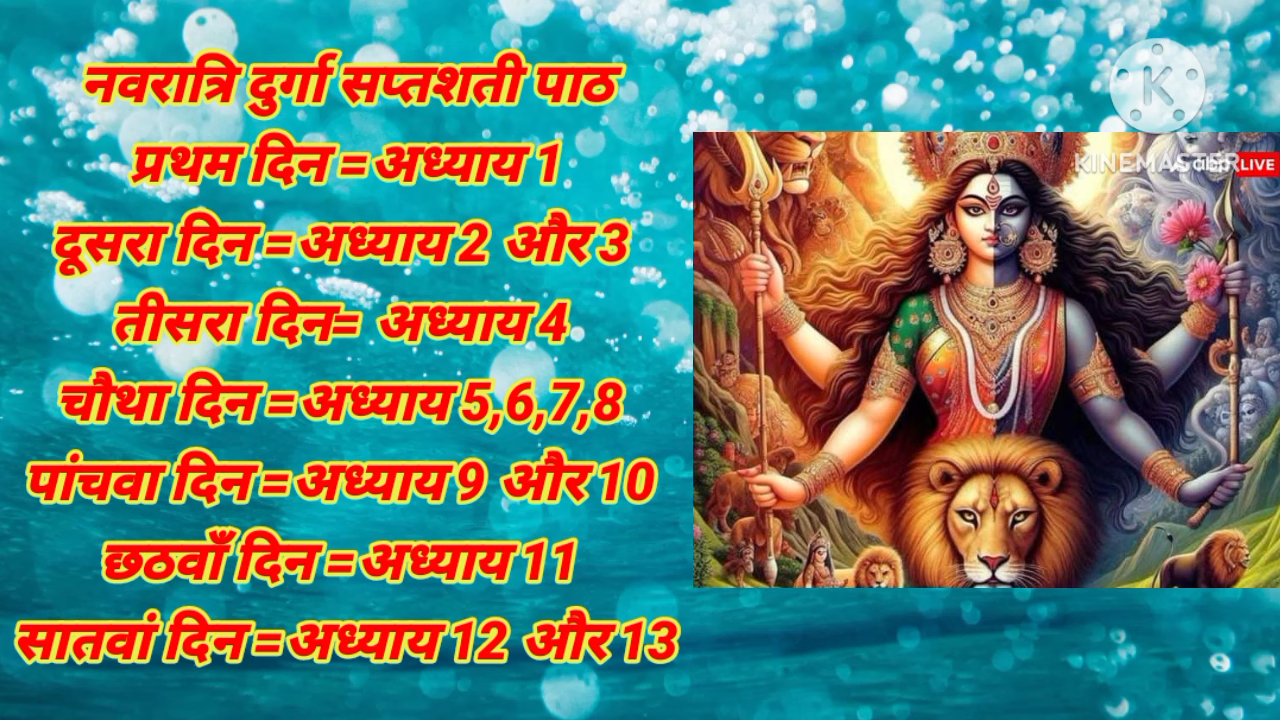 नवरात्रि दुर्गा सप्तशती पाठ
प्रथम दिन = अध्याय 1
दूसरा दिन = अध्याय 2 और 3
तीसरा दिन= अध्याय 4
चौथा दिन = अध्याय 5,6,7,8
पांचवा दिन = अध्याय 9 और 10
छठवाँ दिन = अध्याय 11
सातवां दिन = अध्याय 12 और 13
K
KINEMASTER
abp LIVE